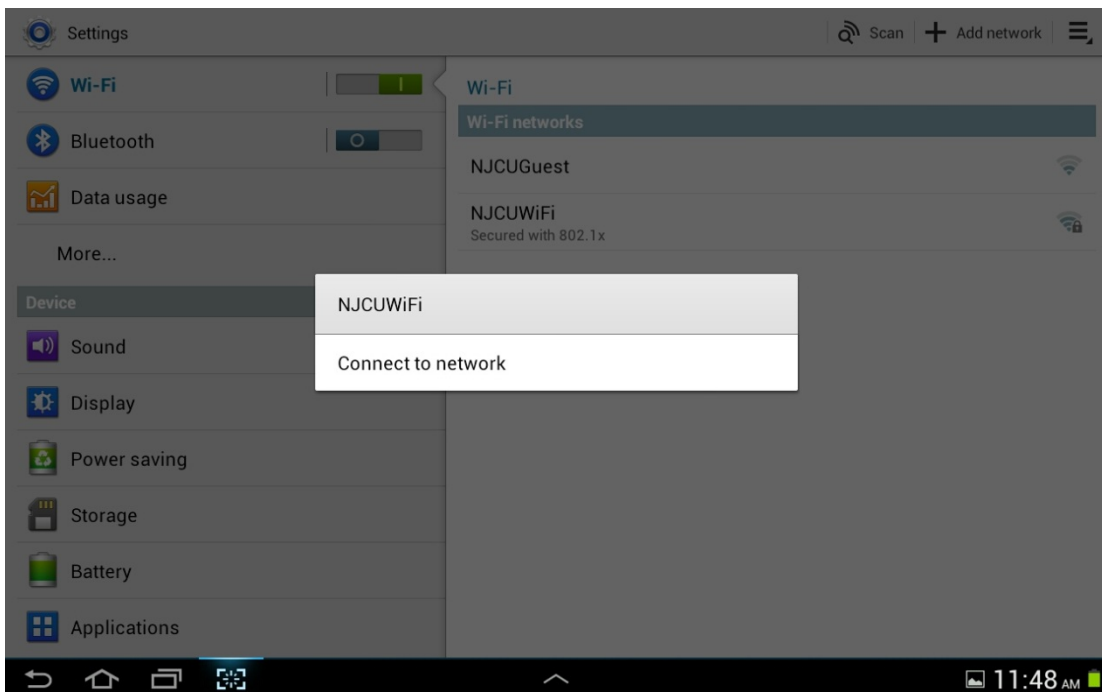 Settings
Scan
Add network
Wi-Fi
Bluetooth
Data usage
More...
Device
Sound
Display
Power saving
Storage
Battery
Applications
Wi-Fi
Wi-Fi networks
NJCUGuest
NJCUWiFi
Secured with 802.1x
NJCUWiFi
Connect to network
11:48 AM